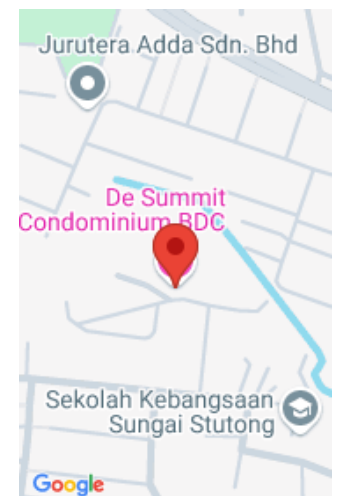 Jurutera Adda Sdn. Bhd
De Summit
Condominium BDC
Sekolah Kebangsaan
Sungai Stutong
Google